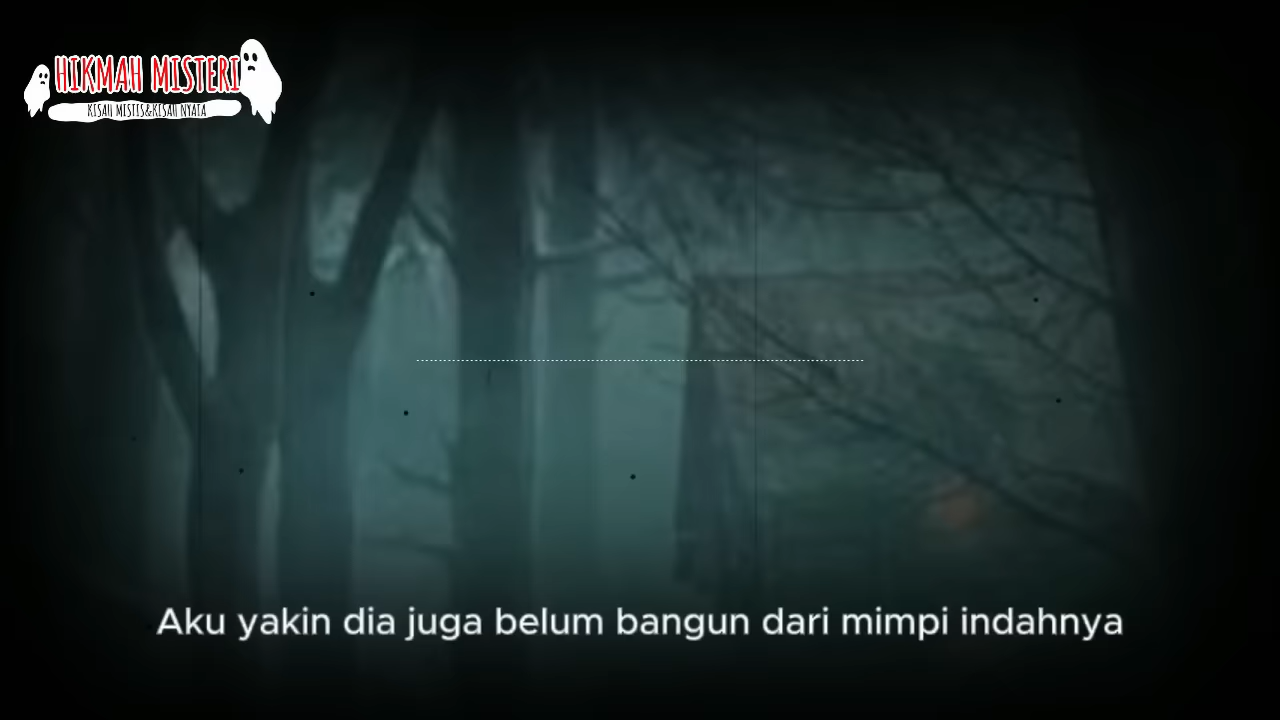 HIKMAH MISTERI
KISAH MISTIS&KISAH NYATA
Aku yakin dia juga belum bangun dari mimpi indahnya